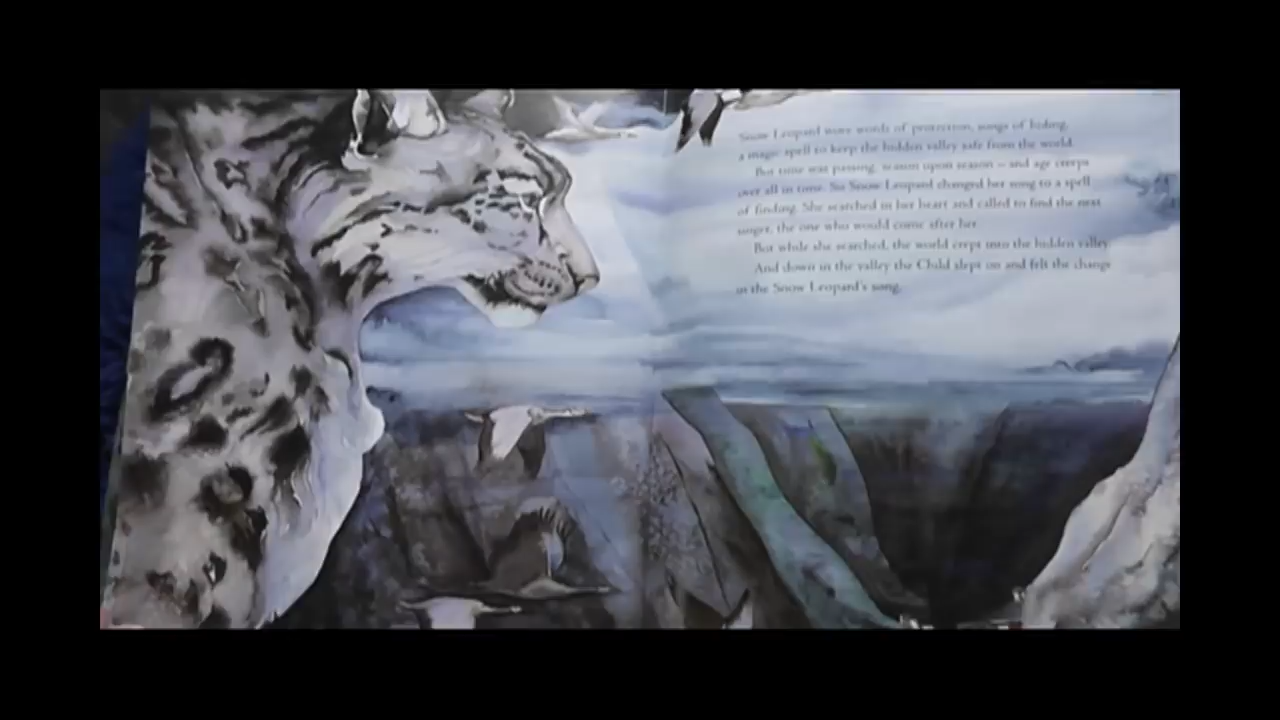 Snow Leopard wove words of protection, songs of hiding,
a magic spell to keep the hidden valley safe from the world.
But time was passing, season upon season – and age creeps
over all in time. So Snow Leopard changed her song to a spell
of finding. She searched in her heart and called to find the next
singer, the one who would come after her.
But while she searched, the world crept into the hidden valley.
And down in the valley the Child slept on and felt the change
in the Snow Leopard's song.